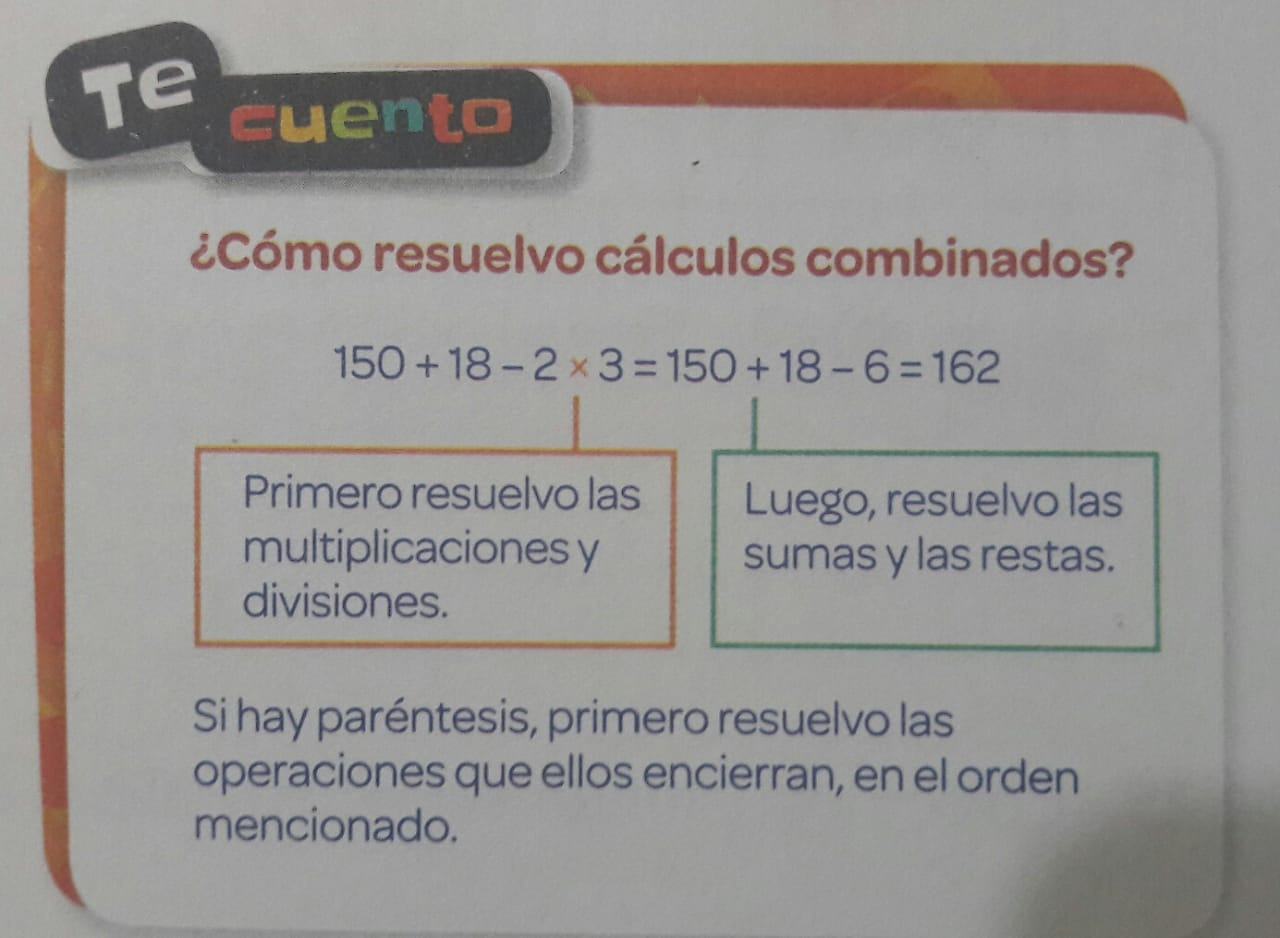 Te
cuento
¿Cómo resuelvo cálculos combinados?
150 + 18 – 2 × 3 = 150 + 18 – 6 = 162
Primero resuelvo las
multiplicaciones y
divisiones.
Luego, resuelvo las
sumas y las restas.
Si hay paréntesis, primero resuelvo las
operaciones que ellos encierran, en el orden
mencionado.